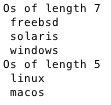 Os of length 7
 freebsd
 solaris
 windows
Os of length 5
 linux
 macos